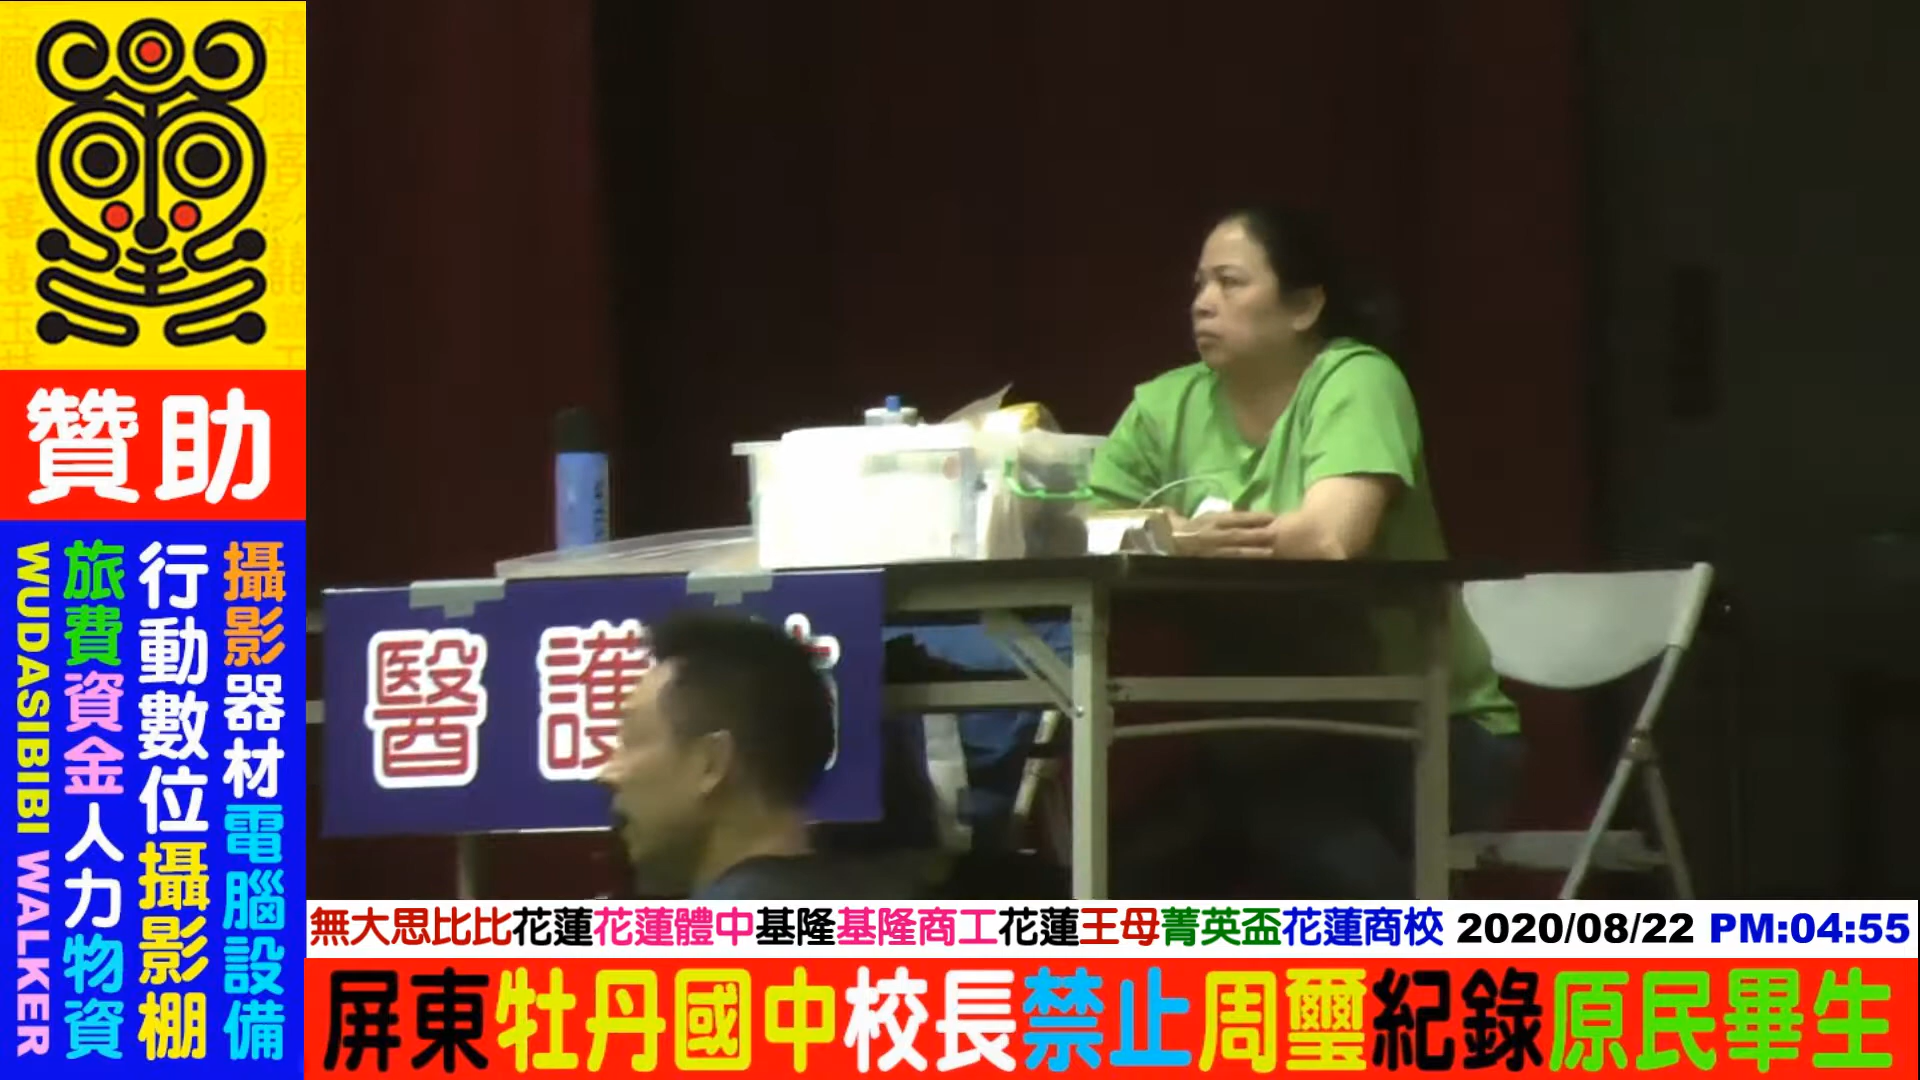 贊助
攝影器材電腦設備
行動數位攝影棚
旅費資金人力物資
WUDASIBIBI WALKER
醫護
無大思比比花蓮花蓮體中基隆基隆商工花蓮王母菁英盃花蓮商校 2020/08/22 PM:04:55
屏東牡丹國中校長禁止周璽紀錄原民畢生